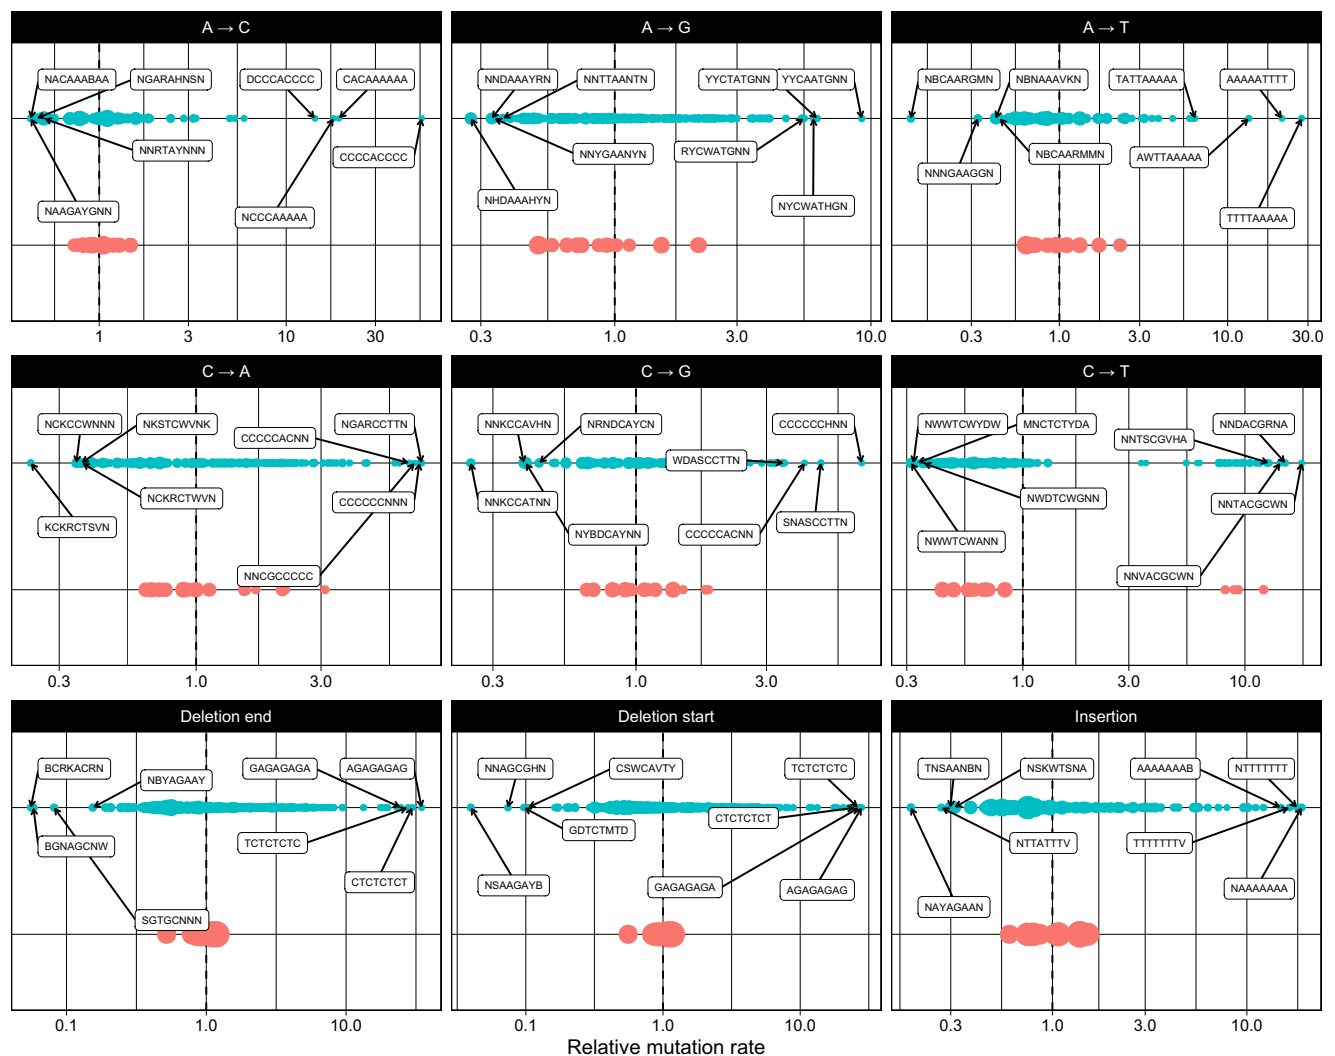 A → C
NACAAABAA
NGARAHNSN
DCCCACCCC
CACAAAAAA
NNRTAYNNN
CCCCACCCC
NAAGAYGNN
NCCCAAAAA
1
3
10
30
A → G
NNDAAAYRN
NNTTAANTN
YYCTATGNN
YYCAATGNN
NNYGAANYN
RYCWATGNN
NHDAAAHYN
NYCWATHGN
0.3
1.0
3.0
10.0
A → T
NBCAARGMN
NBNAAAVKN
TATTAAAAA
AAAAATTTT
NBCAARMMN
AWTTAAAAA
NNNGAAGGN
TTTTAAAAA
0.3
1.0
3.0
10.0
30.0
C → A
NCKCCWNNN
NKSTCWVNK
CCCCCACNN
NGARCCTTN
NCKRCTWVN
CCCCCCNNN
KCKRCTSVN
NNCGCCCCC
0.3
1.0
3.0
C → G
NNKCCAVHN
NRNDCAYCN
CCCCCCHNN
WDASCCTTN
NNKCCATNN
SNASCCTTN
NYBDCAYNN
CCCCCACNN
0.3
1.0
3.0
C → T
NWWTCWYDW
MNCTCTYDA
NNDACGRNA
NNTSCGVHA
NWDTCWGNN
NNTACGCWN
NWWTCWANN
NNVACGCWN
0.3
1.0
3.0
10.0
Deletion end
BCRKACRN
NBYAGAAY
GAGAGAGA
AGAGAGAG
BGNAGCNW
TCTCTCTC
CTCTCTCT
SGTGCNNN
0.1
1.0
10.0
Deletion start
NNAGCGHN
CSWCAVTY
TCTCTCTC
CTCTCTCT
GDTCTMTD
NSAAGAYB
GAGAGAGA
AGAGAGAG
0.1
1.0
10.0
Insertion
TNSAANBN
NSKWTSNA
AAAAAAAB
NTTTTTTT
NTTATTTV
TTTTTTTV
NAYAGAAN
NAAAAAAA
0.3
1.0
3.0
10.0
Relative mutation rate